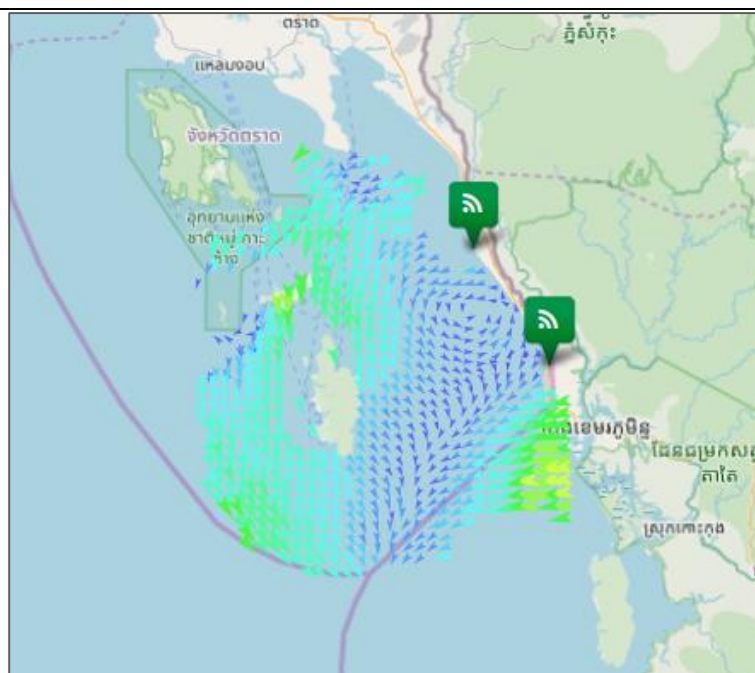 ตราด
ភ្នំសំកុះ
แหลมงอบ
จังหวัดตราด
อุทยานแห่ง
ชาติหมู่เกาะ
ช้าง
ខេមរភូមិន្ទ
ដែនជម្រកសត្វ
តាតៃ
ស្រុកកោះកុង